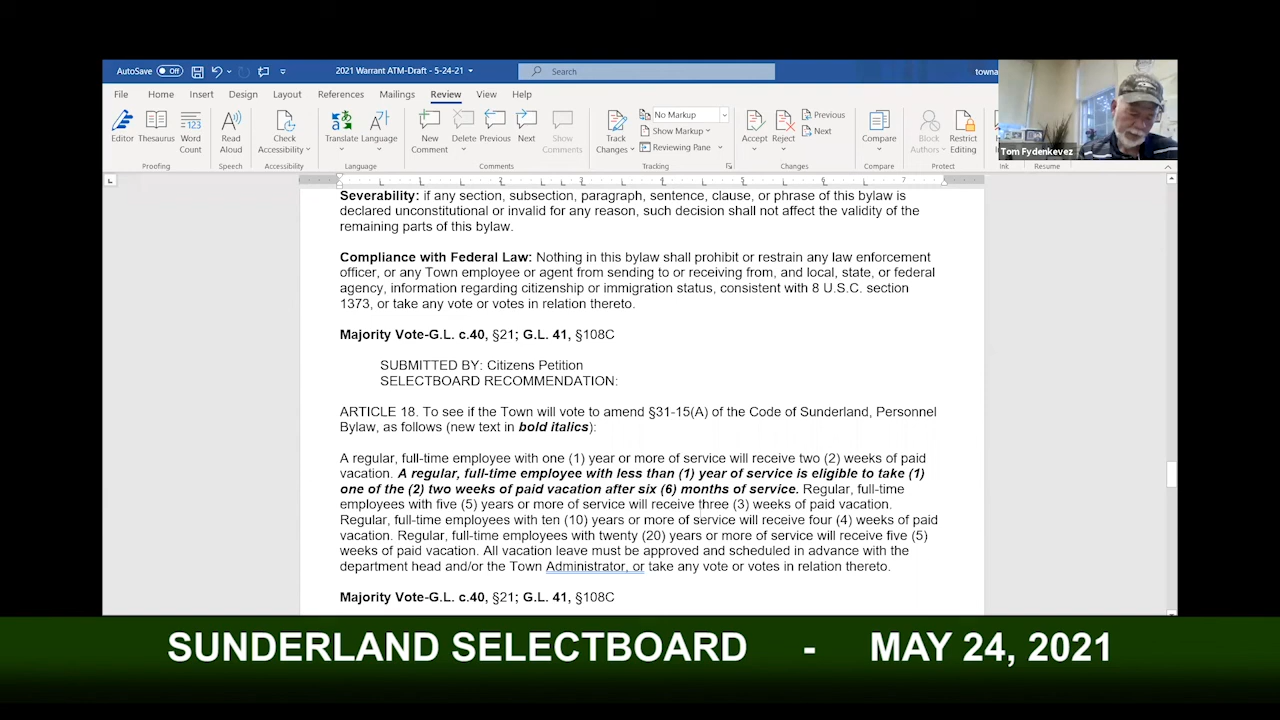 AutoSave Off
2021 Warrant ATM-Draft - 5-24-21
Search
towna
File Home Insert Design Layout References Mailings Review View Help
Editor Thesaurus Word Count
Read Aloud
Check Accessibility
Translate Language
New Comment Delete Previous Next Show Comments
Track Changes
No Markup
Show Markup
Reviewing Pane
Accept Reject
Previous
Next
Compare
Block Authors Restrict Editing
Proofing Speech Accessibility Language Comments Tracking Changes Compare Protect Ink Resume
Tom Fydenkevez
1 2 3 4 5 6 7
Severability: if any section, subsection, paragraph, sentence, clause, or phrase of this bylaw is
declared unconstitutional or invalid for any reason, such decision shall not affect the validity of the
remaining parts of this bylaw.
Compliance with Federal Law: Nothing in this bylaw shall prohibit or restrain any law enforcement
officer, or any Town employee or agent from sending to or receiving from, and local, state, or federal
agency, information regarding citizenship or immigration status, consistent with 8 U.S.C. section
1373, or take any vote or votes in relation thereto.
Majority Vote-G.L. c.40, §21; G.L. 41, §108C
SUBMITTED BY: Citizens Petition
SELECTBOARD RECOMMENDATION:
ARTICLE 18. To see if the Town will vote to amend §31-15(A) of the Code of Sunderland, Personnel
Bylaw, as follows (new text in bold italics):
A regular, full-time employee with one (1) year or more of service will receive two (2) weeks of paid
vacation. A regular, full-time employee with less than (1) year of service is eligible to take (1)
one of the (2) two weeks of paid vacation after six (6) months of service. Regular, full-time
employees with five (5) years or more of service will receive three (3) weeks of paid vacation.
Regular, full-time employees with ten (10) years or more of service will receive four (4) weeks of paid
vacation. Regular, full-time employees with twenty (20) years or more of service will receive five (5)
weeks of paid vacation. All vacation leave must be approved and scheduled in advance with the
department head and/or the Town Administrator, or take any vote or votes in relation thereto.
Majority Vote-G.L. c.40, §21; G.L. 41, §108C
SUNDERLAND SELECTBOARD - MAY 24, 2021